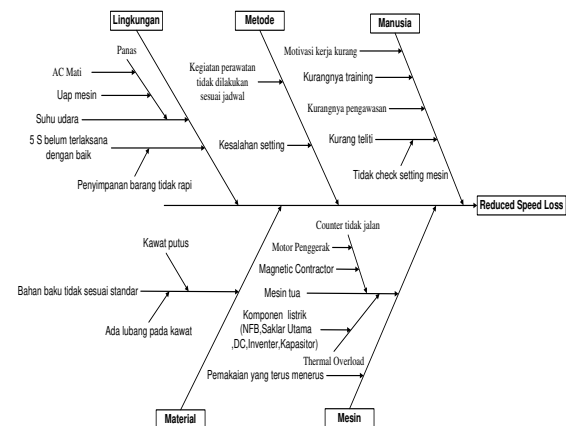 Lingkungan
Metode
Manusia
Panas
AC Mati
Uap mesin
Suhu udara
5 S belum terlaksana
dengan baik
Penyimpanan barang tidak rapi
Kegiatan perawatan
tidak dilakukan
sesuai jadwal
Kesalahan setting
Motivasi kerja kurang
Kurangnya training
Kurangnya pengawasan
Kurang teliti
Tidak check setting mesin
Reduced Speed Loss
Kawat putus
Bahan baku tidak sesuai standar
Ada lubang pada kawat
Counter tidak jalan
Motor Penggerak
Magnetic Contractor
Mesin tua
Komponen listrik
(NFB,Saklar Utama
,DC,Inventer,Kapasitor)
Thermal Overload
Pemakaian yang terus menerus
Material
Mesin